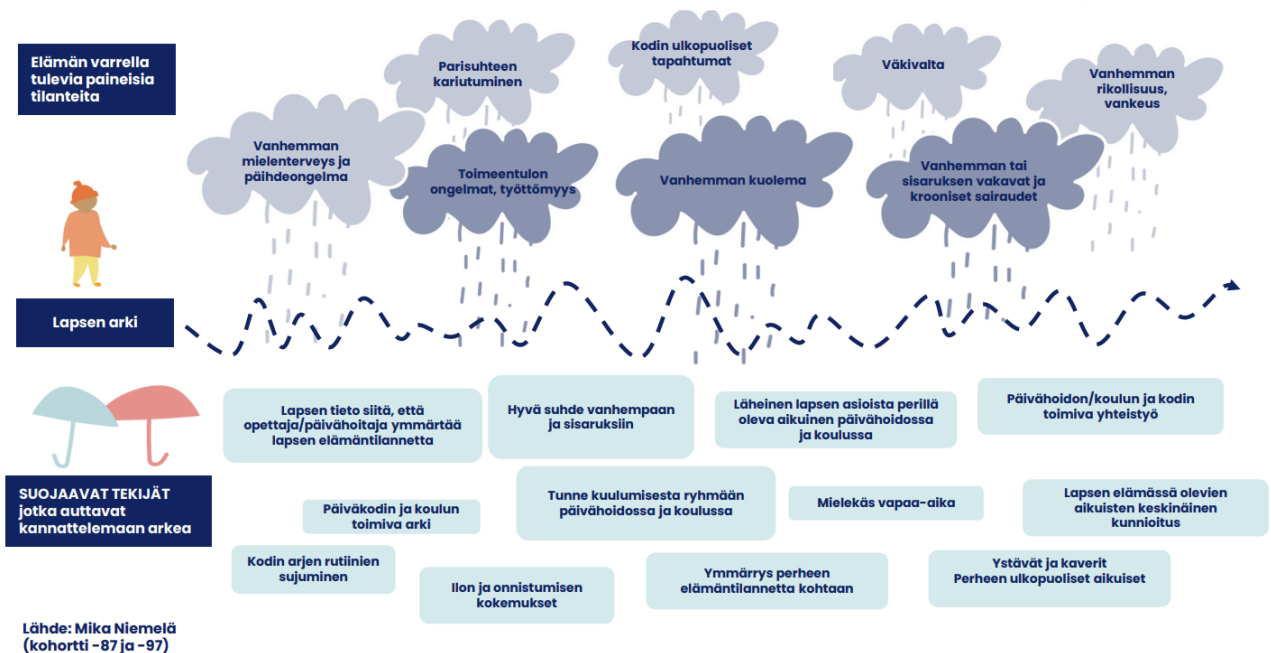 Elämän varrella
tulevia paineisia
tilanteita
Parisuhteen
kariutuminen
Kodin ulkopuoliset
tapahtumat
Väkivalta
Vanhemman
rikollisuus,
vankeus
Vanhemman
mielenterveys ja
päihdeongelma
Toimeentulon
ongelmat, työttömyys
Vanhemman kuolema
Vanhemman tai
sisaruksen vakavat ja
krooniset sairaudet
Lapsen arki
Lapsen tieto siitä, että
opettaja/päivähoitaja ymmärtää
lapsen elämäntilannetta
Hyvä suhde vanhempaan
ja sisaruksiin
Läheinen lapsen asioista perillä
oleva aikuinen päivähoidossa
ja koulussa
Päivähoidon/koulun ja kodin
toimiva yhteistyö
SUOJAAVAT TEKIJÄT
jotka auttavat
kannattelemaan arkea
Päiväkodin ja koulun
toimiva arki
Tunne kuulumisesta ryhmään
päivähoidossa ja koulussa
Mielekäs vapaa-aika
Lapsen elämässä olevien
aikuisten keskinäinen
kunnioitus
Kodin arjen rutiinien
sujuminen
Ilon ja onnistumisen
kokemukset
Ymmärrys perheen
elämäntilannetta kohtaan
Ystävät ja kaverit
Perheen ulkopuoliset aikuiset
Lähde: Mika Niemelä
(kohortti -87 ja -97)